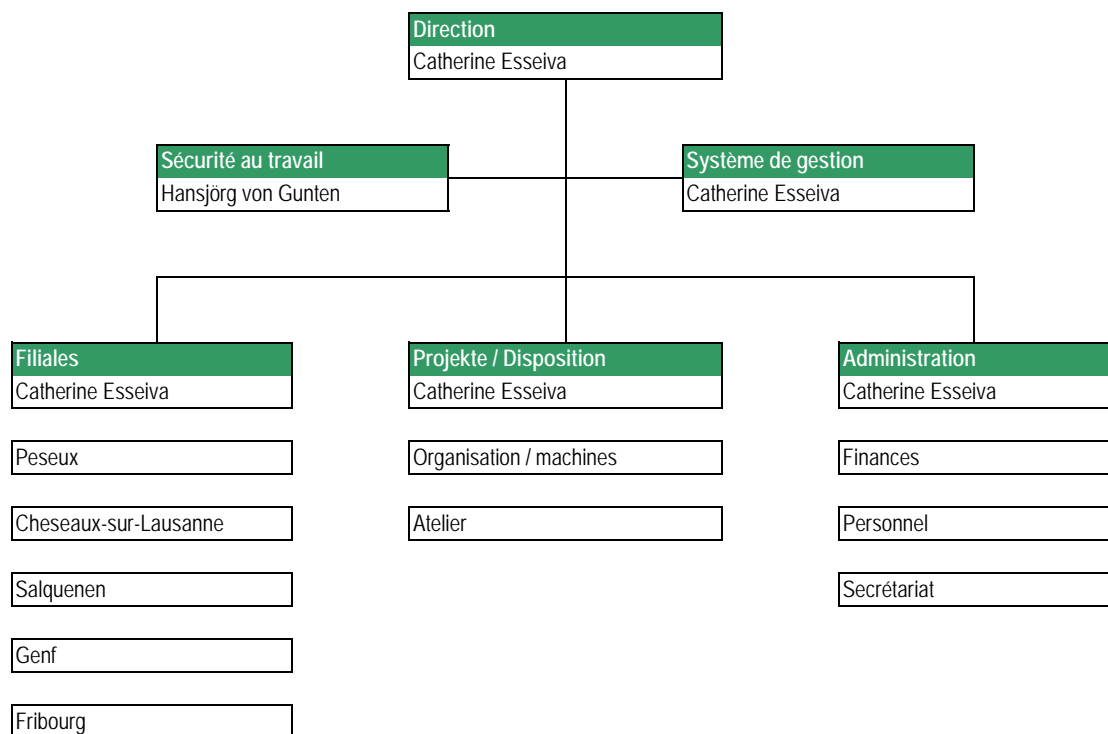 Direction
Catherine Esseiva
Sécurité au travail
Hansjörg von Gunten
Système de gestion
Catherine Esseiva
Filiales
Catherine Esseiva
Peseux
Cheseaux-sur-Lausanne
Salquenen
Genf
Fribourg
Projekte / Disposition
Catherine Esseiva
Organisation / machines
Atelier
Administration
Catherine Esseiva
Finances
Personnel
Secrétariat